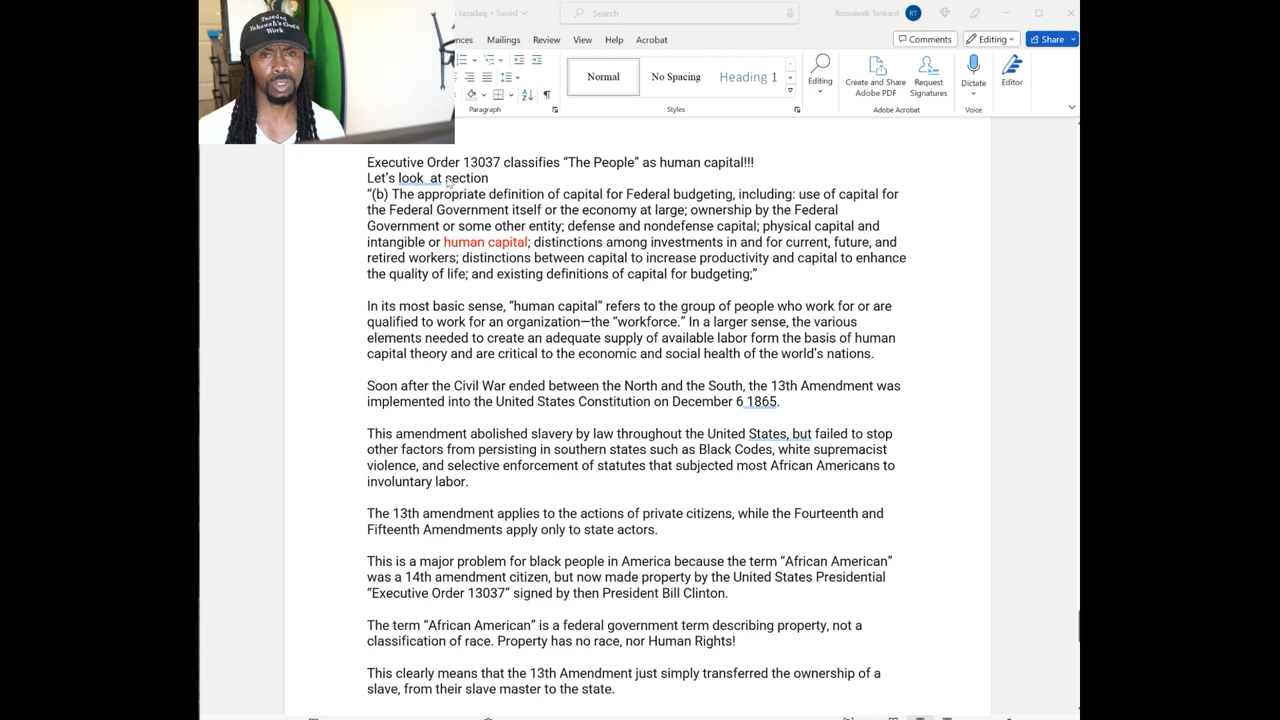 Tazadaq
Tahawah's Done
Work
tazadaq • Saved
Search
Roosevelt Tankard
RT
nces
Mailings
Review
View
Help
Acrobat
Comments
Editing
Share
Normal
No Spacing
Heading 1
Editing
Create and Share
Adobe PDF
Request
Signatures
Dictate
Editor
Paragraph
Styles
Adobe Acrobat
Voice
Executive Order 13037 classifies “The People” as human capital!!!
Let’s look  at section
“(b) The appropriate definition of capital for Federal budgeting, including: use of capital for
the Federal Government itself or the economy at large; ownership by the Federal
Government or some other entity; defense and nondefense capital; physical capital and
intangible or human capital; distinctions among investments in and for current, future, and
retired workers; distinctions between capital to increase productivity and capital to enhance
the quality of life; and existing definitions of capital for budgeting;”
In its most basic sense, “human capital” refers to the group of people who work for or are
qualified to work for an organization—the “workforce.” In a larger sense, the various
elements needed to create an adequate supply of available labor form the basis of human
capital theory and are critical to the economic and social health of the world’s nations.
Soon after the Civil War ended between the North and the South, the 13th Amendment was
implemented into the United States Constitution on December 6 1865.
This amendment abolished slavery by law throughout the United States, but failed to stop
other factors from persisting in southern states such as Black Codes, white supremacist
violence, and selective enforcement of statutes that subjected most African Americans to
involuntary labor.
The 13th amendment applies to the actions of private citizens, while the Fourteenth and
Fifteenth Amendments apply only to state actors.
This is a major problem for black people in America because the term “African American”
was a 14th amendment citizen, but now made property by the United States Presidential
“Executive Order 13037” signed by then President Bill Clinton.
The term “African American” is a federal government term describing property, not a
classification of race. Property has no race, nor Human Rights!
This clearly means that the 13th Amendment just simply transferred the ownership of a
slave, from their slave master to the state.